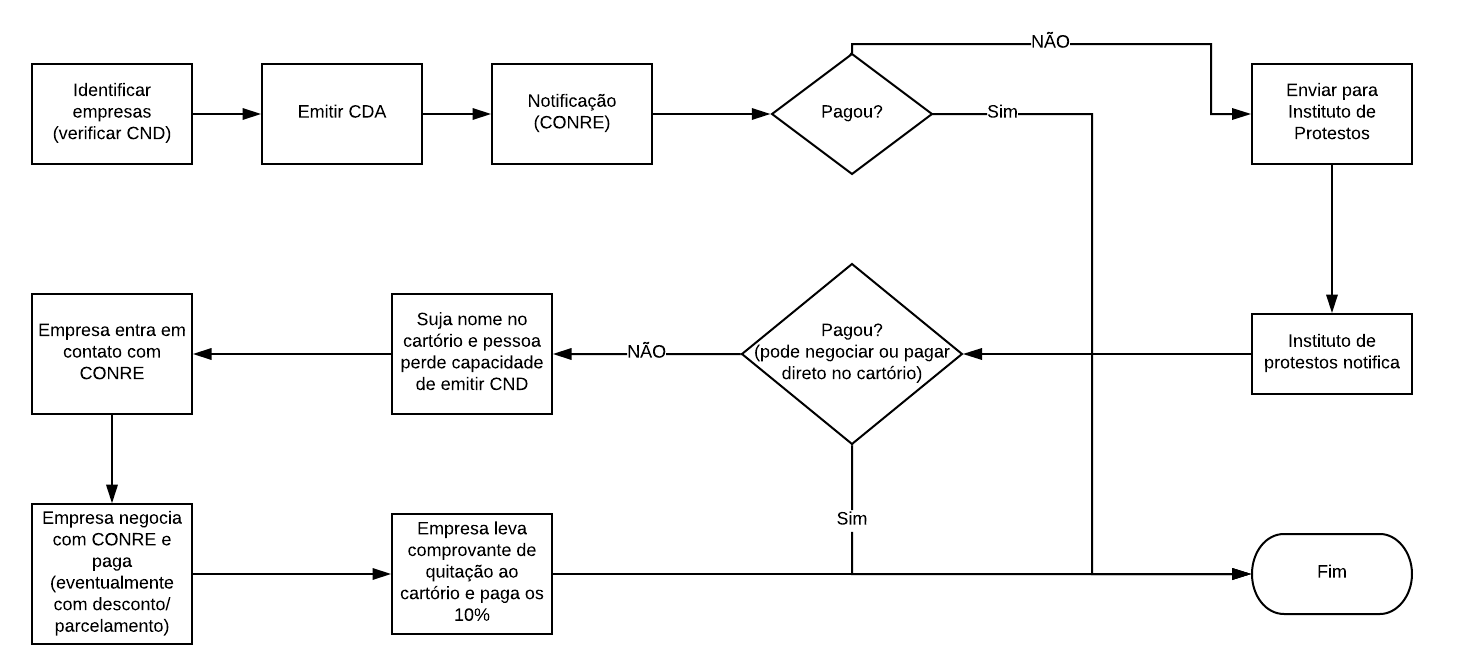 Identificar
empresas
(verificar CND)
Emitir CDA
Notificação
(CONRE)
Pagou?
NÃO
Sim
Enviar para
Instituto de
Protestos
Instituto de
protestos notifica
Pagou?
(pode negociar ou pagar
direto no cartório)
NÃO
Sim
Suja nome no
cartório e pessoa
perde capacidade
de emitir CND
Empresa entra em
contato com
CONRE
Empresa negocia
com CONRE e
paga
(eventualmente
com desconto/
parcelamento)
Empresa leva
comprovante de
quitação ao
cartório e paga os
10%
Fim